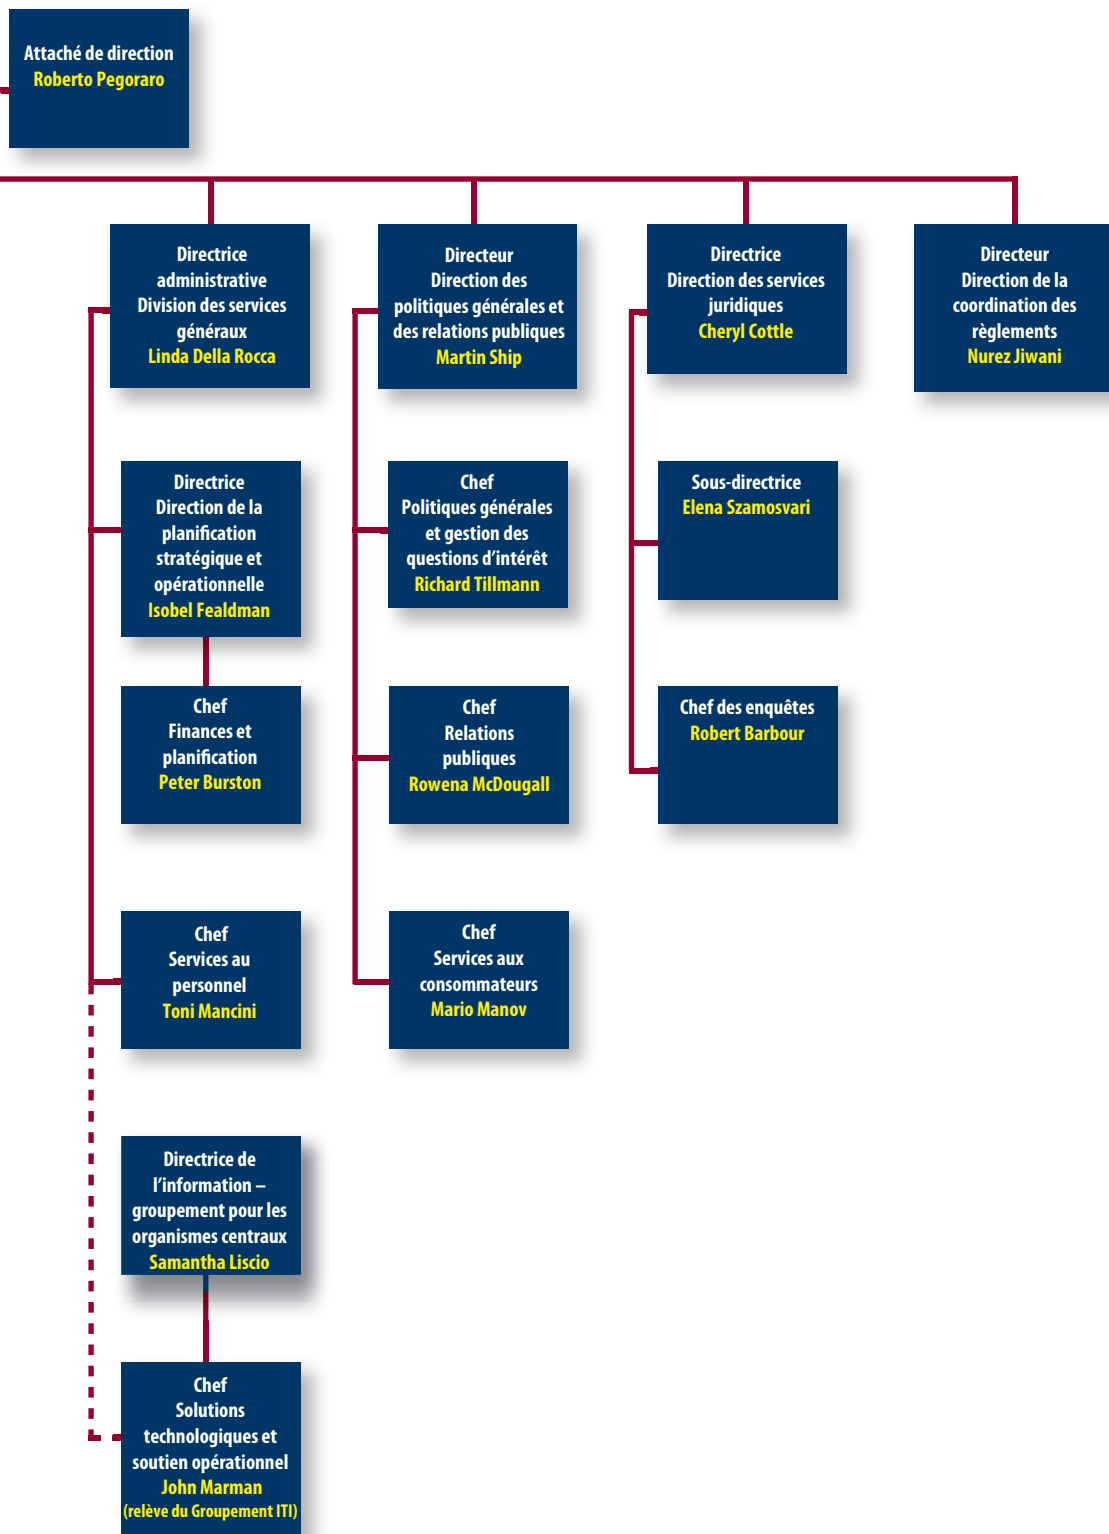 Attaché de direction
Roberto Pegoraro
Directrice
administrative
Division des services
généraux
Linda Della Rocca
Directeur
Direction des
politiques générales et
des relations publiques
Martin Ship
Directrice
Direction des services
juridiques
Cheryl Cottle
Directeur
Direction de la
coordination des
règlements
Nurez Jiwani
Directrice
Direction de la
planification
stratégique et
opérationnelle
Isobel Fealdman
Chef
Politiques générales
et gestion des
questions d’intérêt
Richard Tillmann
Sous-directrice
Elena Szamosvari
Chef
Finances et
planification
Peter Burston
Chef
Relations
publiques
Rowena McDougall
Chef des enquêtes
Robert Barbour
Chef
Services au
personnel
Toni Mancini
Chef
Services aux
consommateurs
Mario Manov
Directrice de
l’information –
groupement pour les
organismes centraux
Samantha Liscio
Chef
Solutions
technologiques et
soutien opérationnel
John Marman
(relève du Groupement ITI)